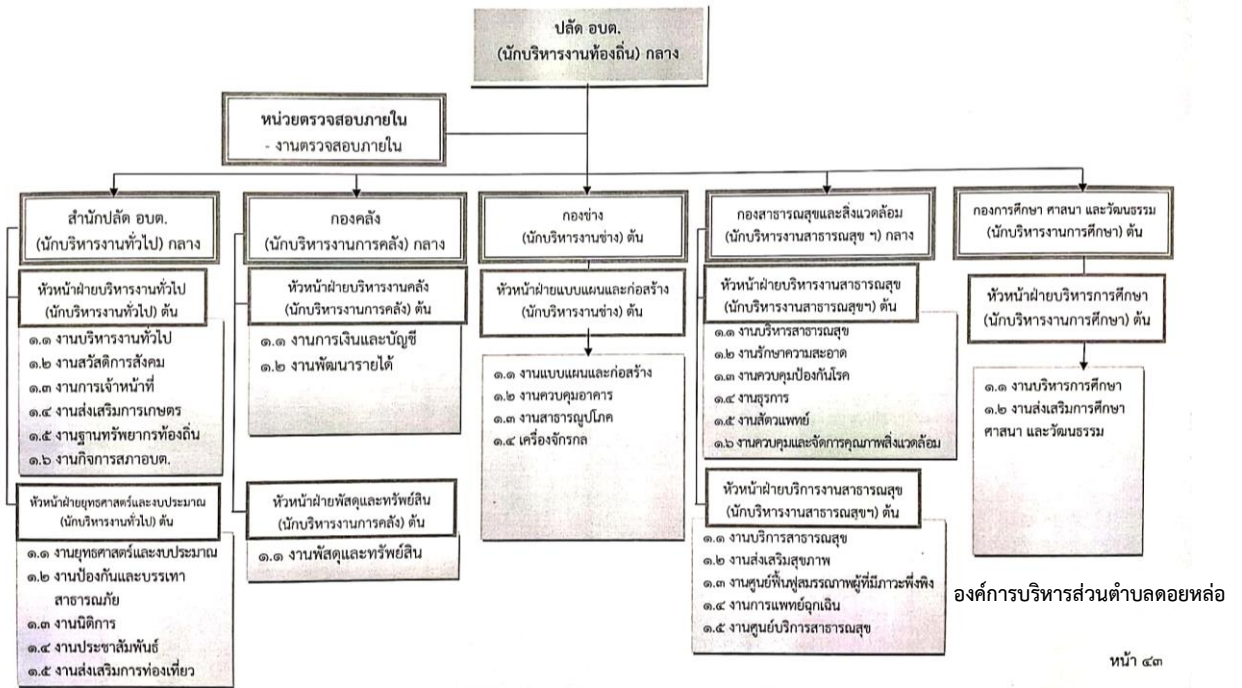 ปลัด อบต.
(นักบริหารงานท้องถิ่น) กลาง
หน่วยตรวจสอบภายใน
- งานตรวจสอบภายใน
สำนักปลัด อบต.
(นักบริหารงานทั่วไป) กลาง
หัวหน้าฝ่ายบริหารงานทั่วไป
(นักบริหารงานทั่วไป) ต้น
๑.๑ งานบริหารงานทั่วไป
๑.๒ งานสวัสดิการสังคม
๑.๓ งานการเจ้าหน้าที่
๑.๔ งานส่งเสริมการเกษตร
๑.๕ งานฐานทรัพยากรท้องถิ่น
๑.๖ งานกิจการสภาอบต.
หัวหน้าฝ่ายยุทธศาสตร์และงบประมาณ
(นักบริหารงานทั่วไป) ต้น
๑.๑ งานยุทธศาสตร์และงบประมาณ
๑.๒ งานป้องกันและบรรเทา
สาธารณภัย
๑.๓ งานนิติการ
๑.๔ งานประชาสัมพันธ์
๑.๕ งานส่งเสริมการท่องเที่ยว
กองคลัง
(นักบริหารงานการคลัง) กลาง
หัวหน้าฝ่ายบริหารงานคลัง
(นักบริหารงานการคลัง) ต้น
๑.๑ งานการเงินและบัญชี
๑.๒ งานพัฒนารายได้
หัวหน้าฝ่ายพัสดุและทรัพย์สิน
(นักบริหารงานการคลัง) ต้น
๑.๑ งานพัสดุและทรัพย์สิน
กองช่าง
(นักบริหารงานช่าง) ต้น
หัวหน้าฝ่ายแบบแผนและก่อสร้าง
(นักบริหารงานช่าง) ต้น
๑.๑ งานแบบแผนและก่อสร้าง
๑.๒ งานควบคุมอาคาร
๑.๓ งานสาธารณูปโภค
๑.๔ เครื่องจักรกล
กองสาธารณสุขและสิ่งแวดล้อม
(นักบริหารงานสาธารณสุข ฯ) กลาง
หัวหน้าฝ่ายบริหารงานสาธารณสุข
(นักบริหารงานสาธารณสุขฯ) ต้น
๑.๑ งานบริหารสาธารณสุข
๑.๒ งานรักษาความสะอาด
๑.๓ งานควบคุมป้องกันโรค
๑.๔ งานธุรการ
๑.๕ งานสัตวแพทย์
๑.๖ งานควบคุมและจัดการคุณภาพสิ่งแวดล้อม
หัวหน้าฝ่ายบริการงานสาธารณสุข
(นักบริหารงานสาธารณสุขฯ) ต้น
๑.๑ งานบริการสาธารณสุข
๑.๒ งานส่งเสริมสุขภาพ
๑.๓ งานศูนย์ฟื้นฟูสมรรถภาพผู้ที่มีภาวะพึ่งพิง
๑.๔ งานการแพทย์ฉุกเฉิน
๑.๕ งานศูนย์บริการสาธารณสุข
กองการศึกษา ศาสนา และวัฒนธรรม
(นักบริหารงานการศึกษา) ต้น
หัวหน้าฝ่ายบริหารการศึกษา
(นักบริหารงานการศึกษา) ต้น
๑.๑ งานบริหารการศึกษา
๑.๒ งานส่งเสริมการศึกษา
ศาสนา และวัฒนธรรม
องค์การบริหารส่วนตำบลดอยหล่อ
หน้า ๔๓